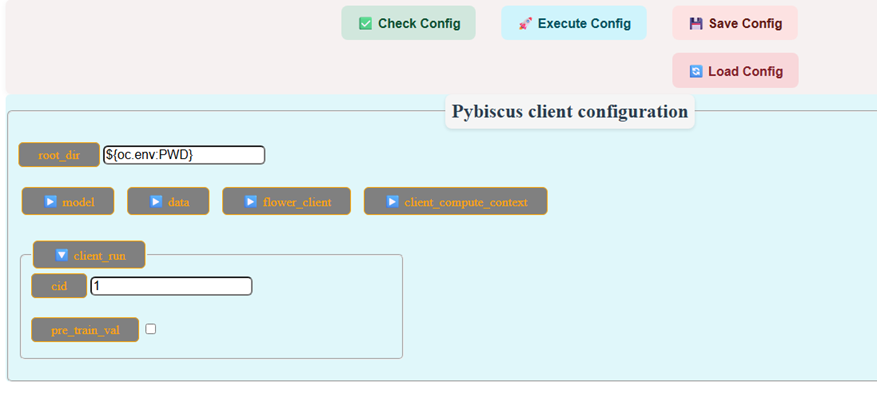 Check Config Execute Config Save Config
Load Config
Pybiscus client configuration
root_dir ${oc.env:PWD}
model data flower_client client_compute_context
client_run
cid 1
pre_train_val